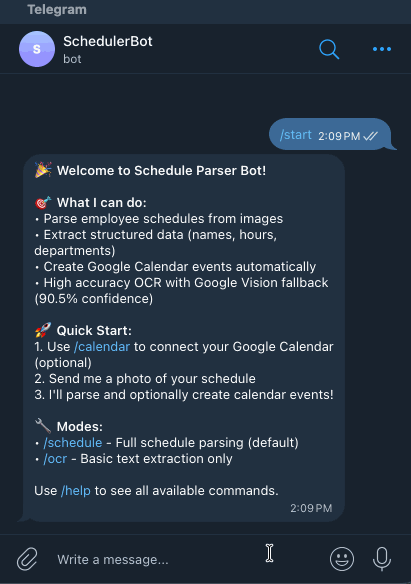 Telegram
SchedulerBot
S
bot
/start 2:09 PM
🎉 Welcome to Schedule Parser Bot!
🎯 What I can do:
• Parse employee schedules from images
• Extract structured data (names, hours,
departments)
• Create Google Calendar events automatically
• High accuracy OCR with Google Vision fallback
(90.5% confidence)
🚀 Quick Start:
1. Use /calendar to connect your Google Calendar
(optional)
2. Send me a photo of your schedule
3. I'll parse and optionally create calendar events!
🔧 Modes:
• /schedule - Full schedule parsing (default)
• /ocr - Basic text extraction only
Use /help to see all available commands.
2:09 PM
Write a message...